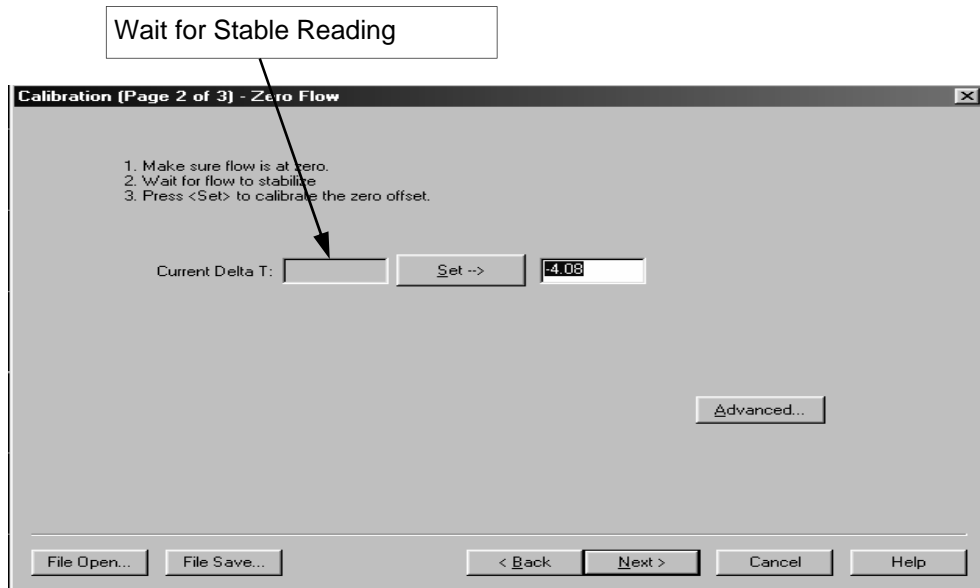 Wait for Stable Reading
Calibration (Page 2 of 3) - Zero Flow
1. Make sure flow is at zero.
2. Wait for flow to stabilize
3. Press <Set> to calibrate the zero offset.
Current Delta T: Set --> -4.08
Advanced...
File Open... File Save... < Back Next > Cancel Help